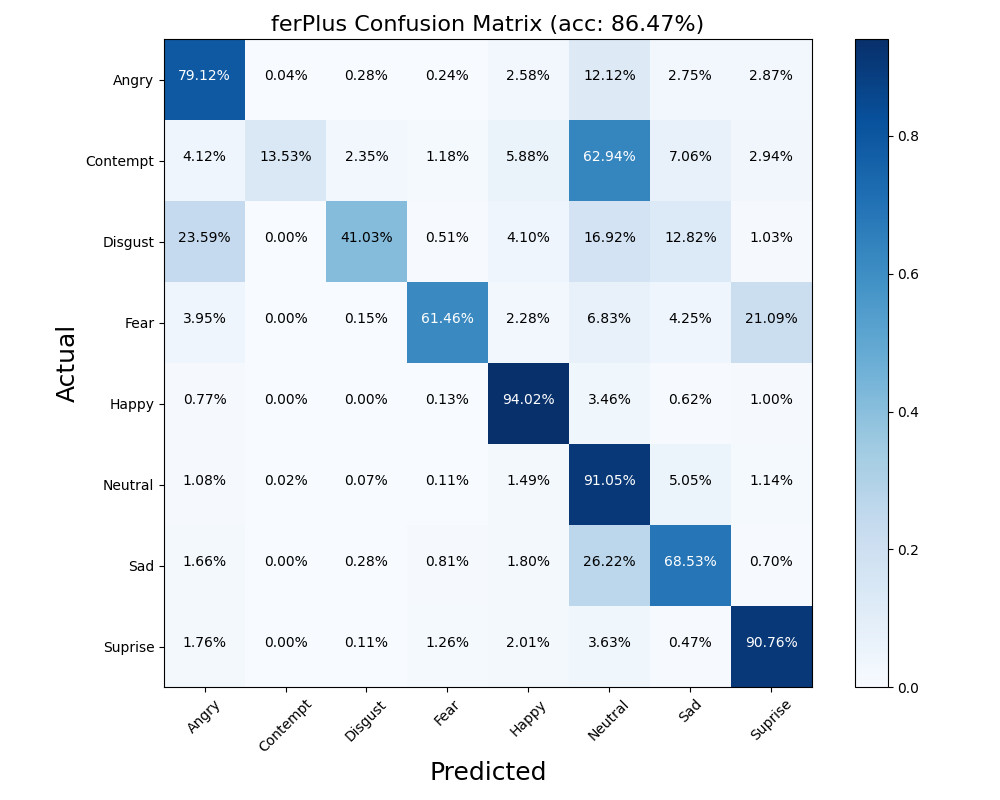 ferPlus Confusion Matrix (acc: 86.47%)
Angry 79.12% 0.04% 0.28% 0.24% 2.58% 12.12% 2.75% 2.87%
Contempt 4.12% 13.53% 2.35% 1.18% 5.88% 62.94% 7.06% 2.94%
Disgust 23.59% 0.00% 41.03% 0.51% 4.10% 16.92% 12.82% 1.03%
Fear 3.95% 0.00% 0.15% 61.46% 2.28% 6.83% 4.25% 21.09%
Happy 0.77% 0.00% 0.00% 0.13% 94.02% 3.46% 0.62% 1.00%
Neutral 1.08% 0.02% 0.07% 0.11% 1.49% 91.05% 5.05% 1.14%
Sad 1.66% 0.00% 0.28% 0.81% 1.80% 26.22% 68.53% 0.70%
Suprise 1.76% 0.00% 0.11% 1.26% 2.01% 3.63% 0.47% 90.76%
Angry Contempt Disgust Fear Happy Neutral Sad Suprise
Actual
Predicted
0.8
0.6
0.4
0.2
0.0